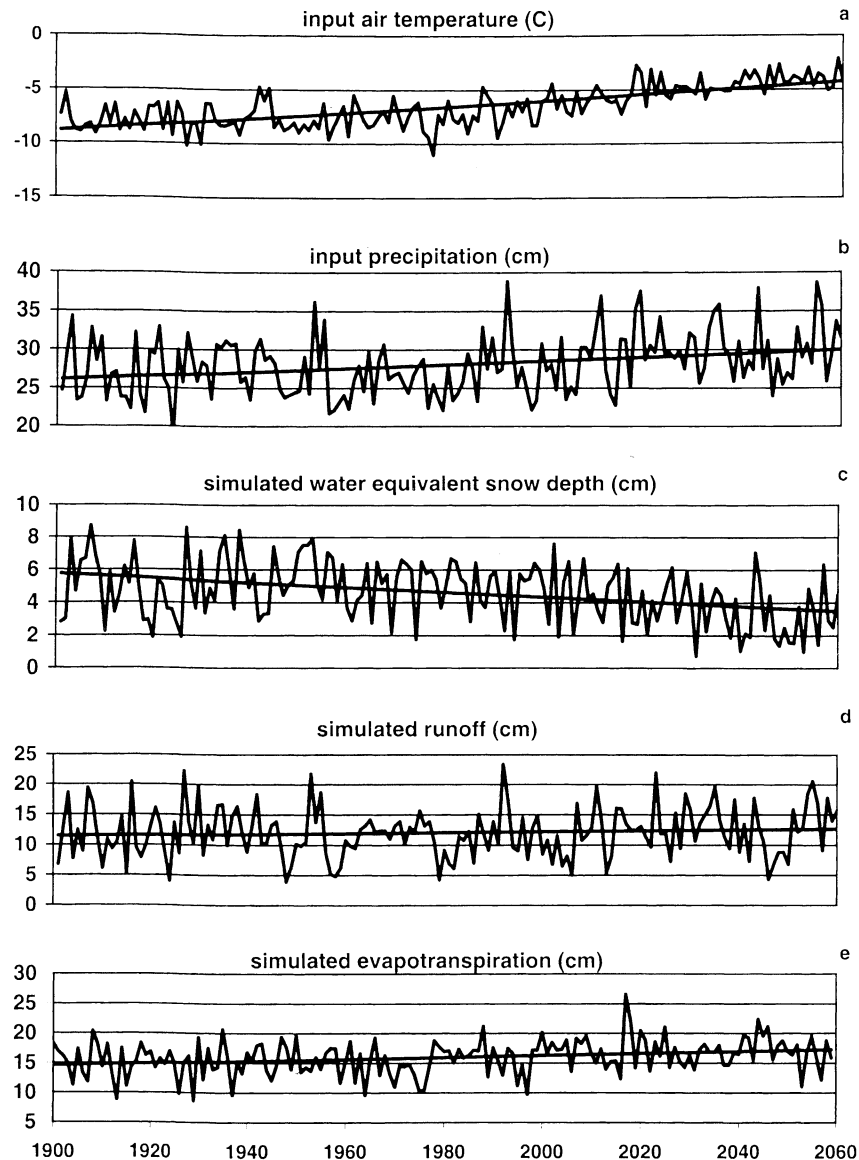 input air temperature (C)
a
0
-5
-10
-15
input precipitation (cm)
b
40
35
30
25
20
simulated water equivalent snow depth (cm)
c
10
8
6
4
2
0
simulated runoff (cm)
d
25
20
15
10
5
0
simulated evapotranspiration (cm)
e
30
25
20
15
10
5
1900 1920 1940 1960 1980 2000 2020 2040 2060